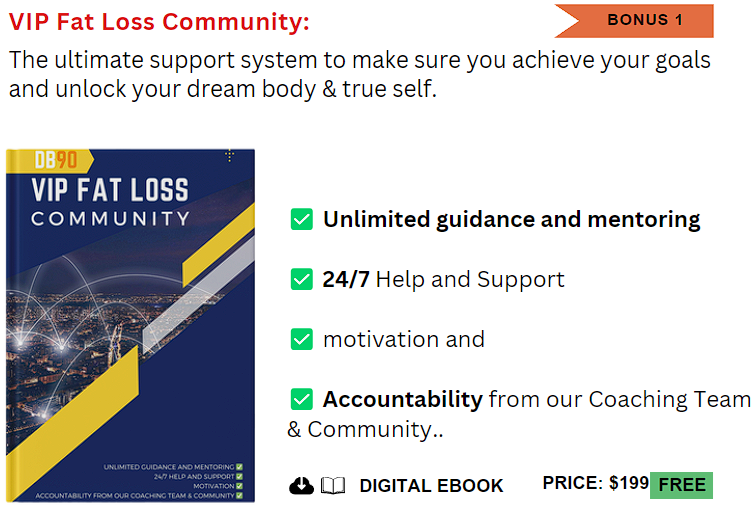 VIP Fat Loss Community:
BONUS 1
The ultimate support system to make sure you achieve your goals
and unlock your dream body & true self.
DB90
VIP FAT LOSS
COMMUNITY
UNLIMITED GUIDANCE AND MENTORING ✅
24/7 HELP AND SUPPORT ✅
MOTIVATION ✅
ACCOUNTABILITY FROM OUR COACHING TEAM & COMMUNITY ✅
✅ Unlimited guidance and mentoring
✅ 24/7 Help and Support
✅ motivation and
✅ Accountability from our Coaching Team
& Community..
DIGITAL EBOOK
PRICE: $199 FREE